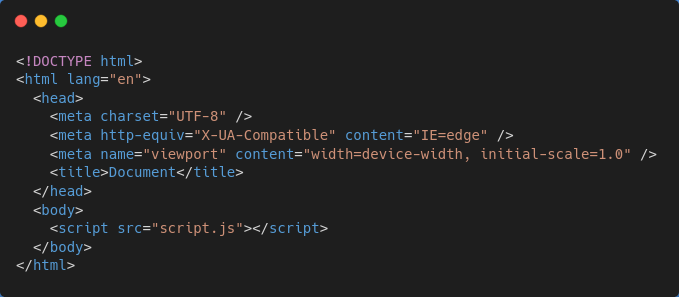 <!DOCTYPE html>
<html lang="en">
  <head>
    <meta charset="UTF-8" />
    <meta http-equiv="X-UA-Compatible" content="IE=edge" />
    <meta name="viewport" content="width=device-width, initial-scale=1.0" />
    <title>Document</title>
  </head>
  <body>
    <script src="script.js"></script>
  </body>
</html>